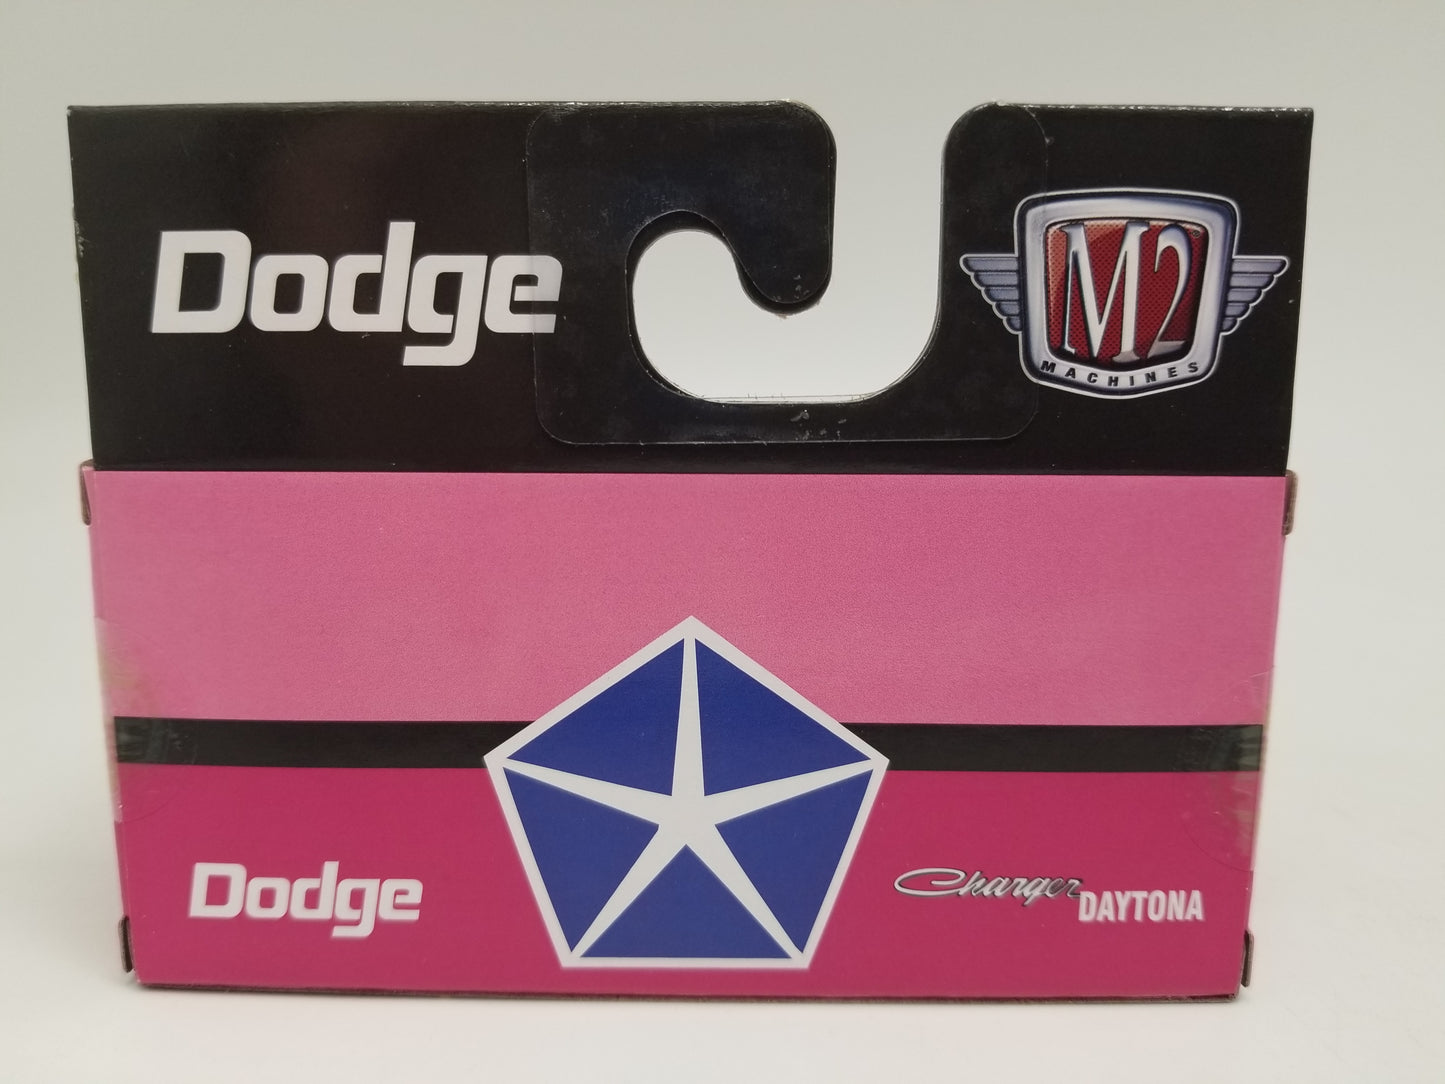 Dodge
M2
MACHINES
Dodge
Charger
DAYTONA